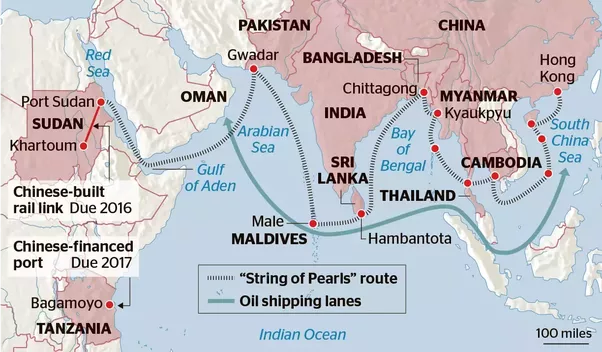 PAKISTAN
CHINA
Gwadar
Red
Sea
BANGLADESH
Hong
Kong
Port Sudan
OMAN
Chittagong
MYANMAR
SUDAN
INDIA
Kyaukpyu
Khartoum
Arabian
Sea
Bay
of
Bengal
South
China
Sea
Gulf
of Aden
SRI
LANKA
CAMBODIA
THAILAND
Chinese-built
rail link Due 2016
Male
MALDIVES
Hambantota
Chinese-financed
port Due 2017
Bagamoyo
TANZANIA
“String of Pearls” route
Oil shipping lanes
Indian Ocean
100 miles